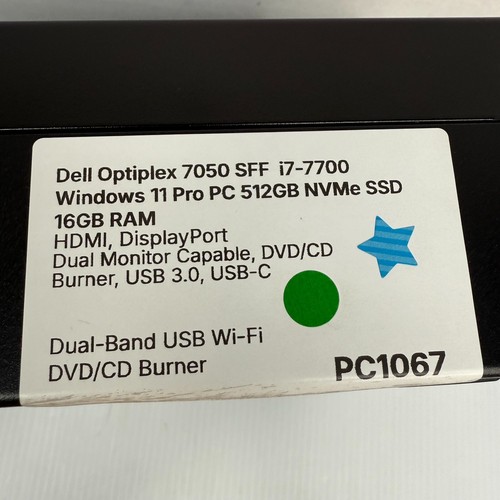 Dell Optiplex 7050 SFF i7-7700
Windows 11 Pro PC 512GB NVMe SSD
16GB RAM
HDMI, DisplayPort
Dual Monitor Capable, DVD/CD
Burner, USB 3.0, USB-C
Dual-Band USB Wi-Fi
DVD/CD Burner
PC1067